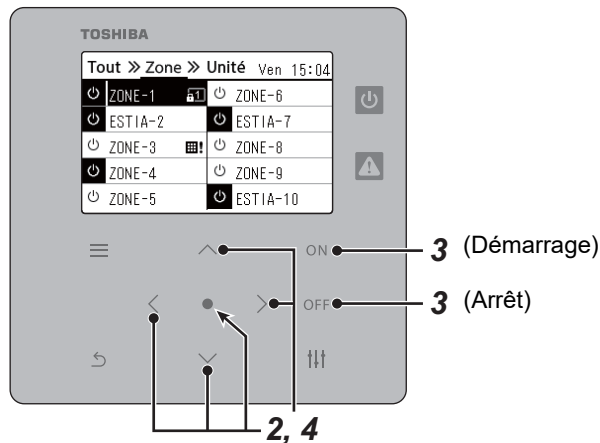 TOSHIBA
Tout » Zone » Unité Ven 15:04
ZONE-1 1 ZONE-6
ESTIA-2 ESTIA-7
ZONE-3 ! ZONE-8
ZONE-4 ZONE-9
ZONE-5 ESTIA-10
ON 3 (Démarrage)
OFF 3 (Arrêt)
2, 4